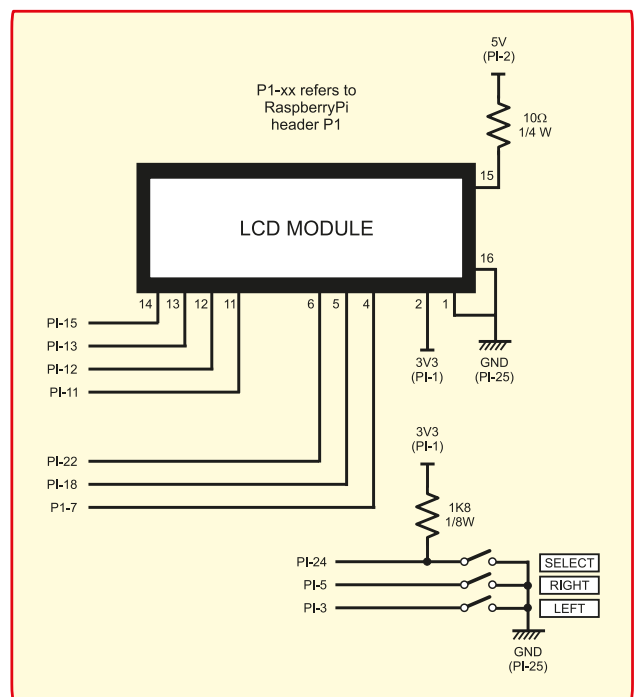 5V
(PI-2)
P1-xx refers to
RaspberryPi
header P1
10Ω
1/4 W
15
LCD MODULE
16
14 13 12 11 6 5 4 2 1
PI-15
PI-13
PI-12
PI-11
3V3
(PI-1)
GND
(PI-25)
3V3
(PI-1)
PI-22
PI-18
P1-7
1K8
1/8W
PI-24
SELECT
PI-5
RIGHT
PI-3
LEFT
GND
(PI-25)